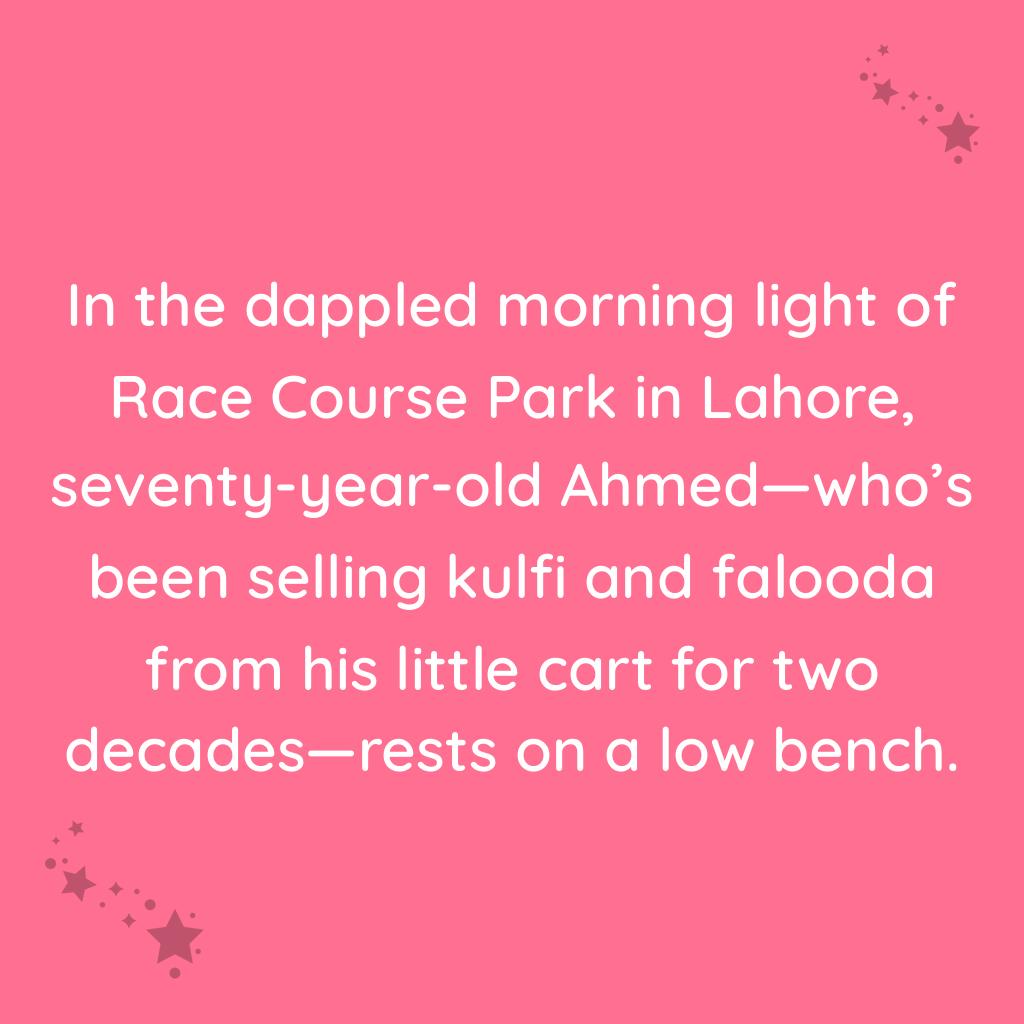 In the dappled morning light of
Race Course Park in Lahore,
seventy-year-old Ahmed—who’s
been selling kulfi and falooda
from his little cart for two
decades—rests on a low bench.